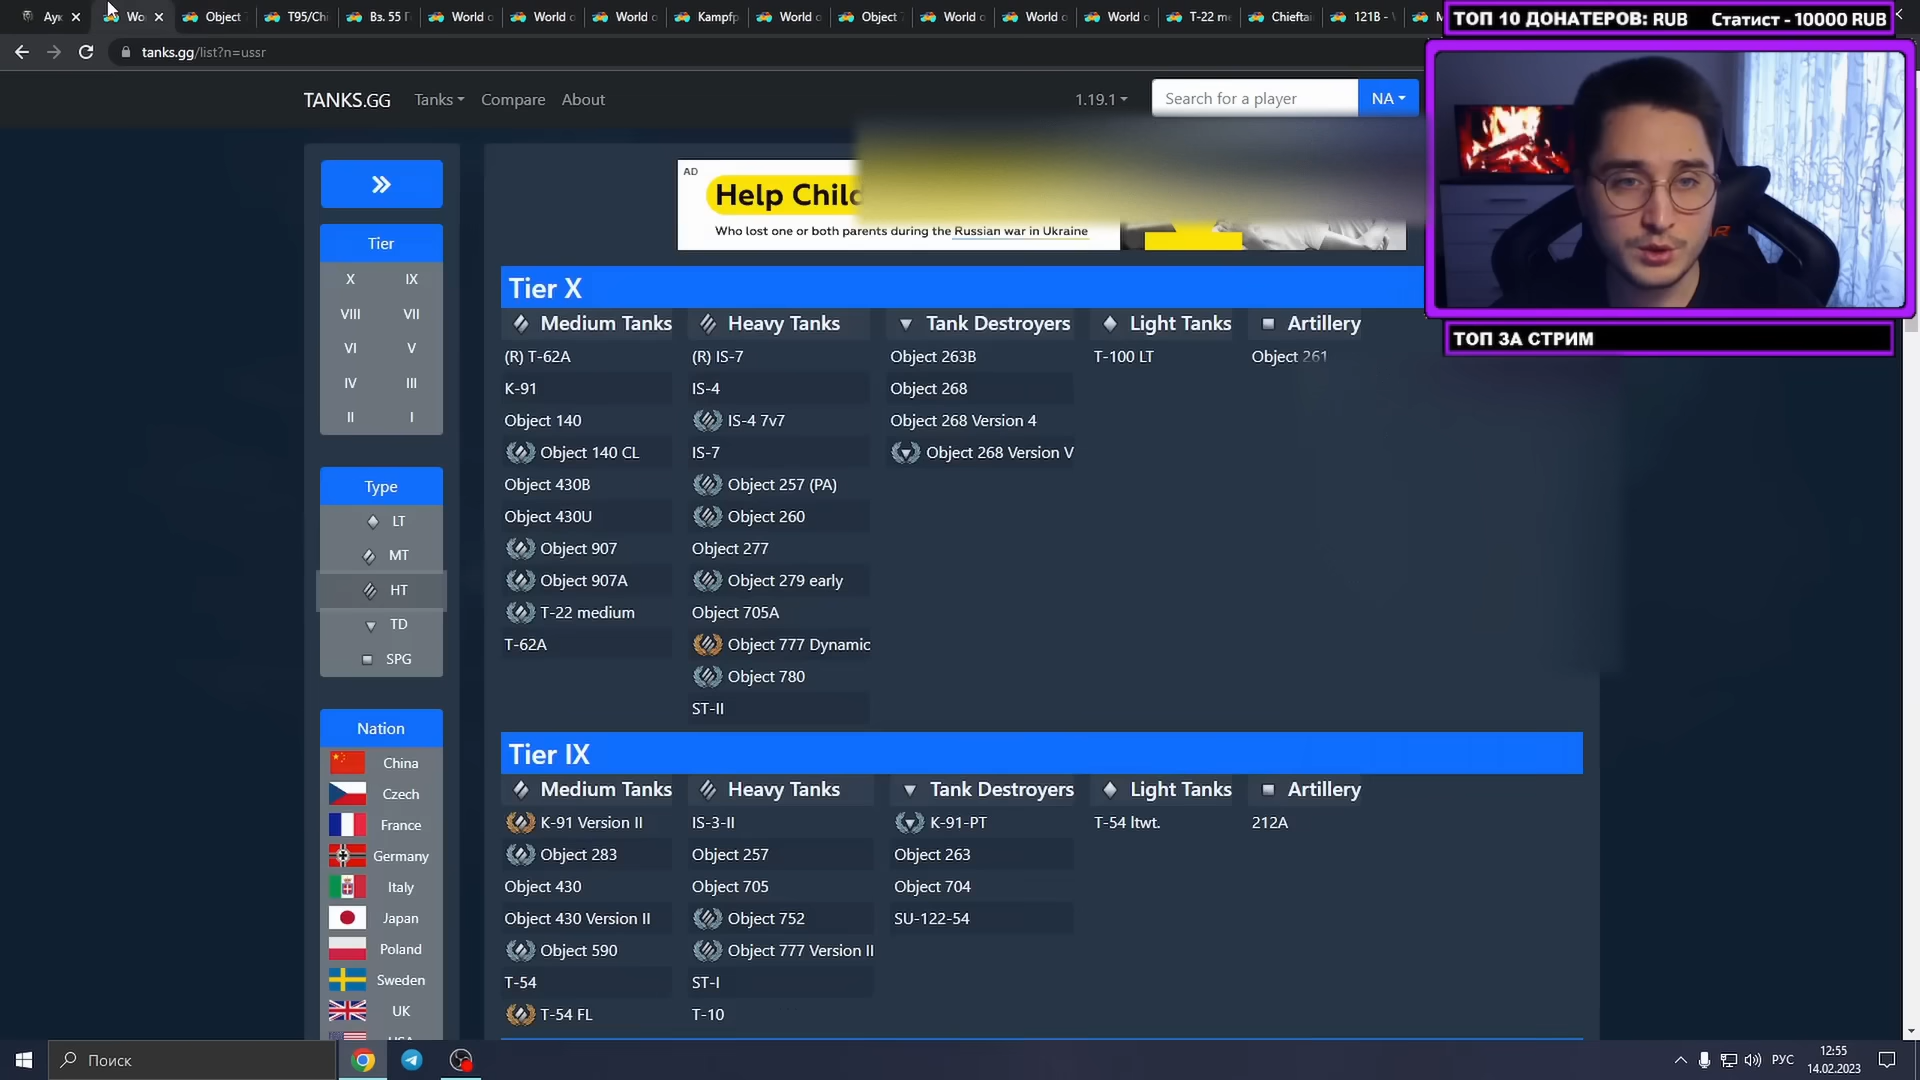 Аук
Wo
Object
T95/Chi
Вз. 55
World o
World o
World o
Kampfp
World o
Object
World o
World o
World o
T-22 me
Chieftai
121B -
ТОП 10 ДОНАТЕРОВ: RUB Статист - 10000 RUB
tanks.gg/list?n=ussr
TANKS.GG
Tanks
Compare
About
1.19.1
Search for a player
NA
AD
Help Chil
Who lost one or both parents during the Russian war in Ukraine
ТОП ЗА СТРИМ
Tier
X IX
VIII VII
VI V
IV III
II I
Type
LT
MT
HT
TD
SPG
Nation
China
Czech
France
Germany
Italy
Japan
Poland
Sweden
UK
Tier X
Medium Tanks Heavy Tanks Tank Destroyers Light Tanks Artillery
(R) T-62A (R) IS-7 Object 263B T-100 LT Object 261
K-91 IS-4 Object 268
Object 140 IS-4 7v7 Object 268 Version 4
Object 140 CL IS-7 Object 268 Version V
Object 430B Object 257 (PA)
Object 430U Object 260
Object 907 Object 277
Object 907A Object 279 early
T-22 medium Object 705A
T-62A Object 777 Dynamic
Object 780
ST-II
Tier IX
Medium Tanks Heavy Tanks Tank Destroyers Light Tanks Artillery
K-91 Version II IS-3-II K-91-PT T-54 ltwt. 212A
Object 283 Object 257 Object 263
Object 430 Object 705 Object 704
Object 430 Version II Object 752 SU-122-54
Object 590 Object 777 Version II
T-54 ST-I
T-54 FL T-10
Поиск
РУС
12:55
14.02.2023